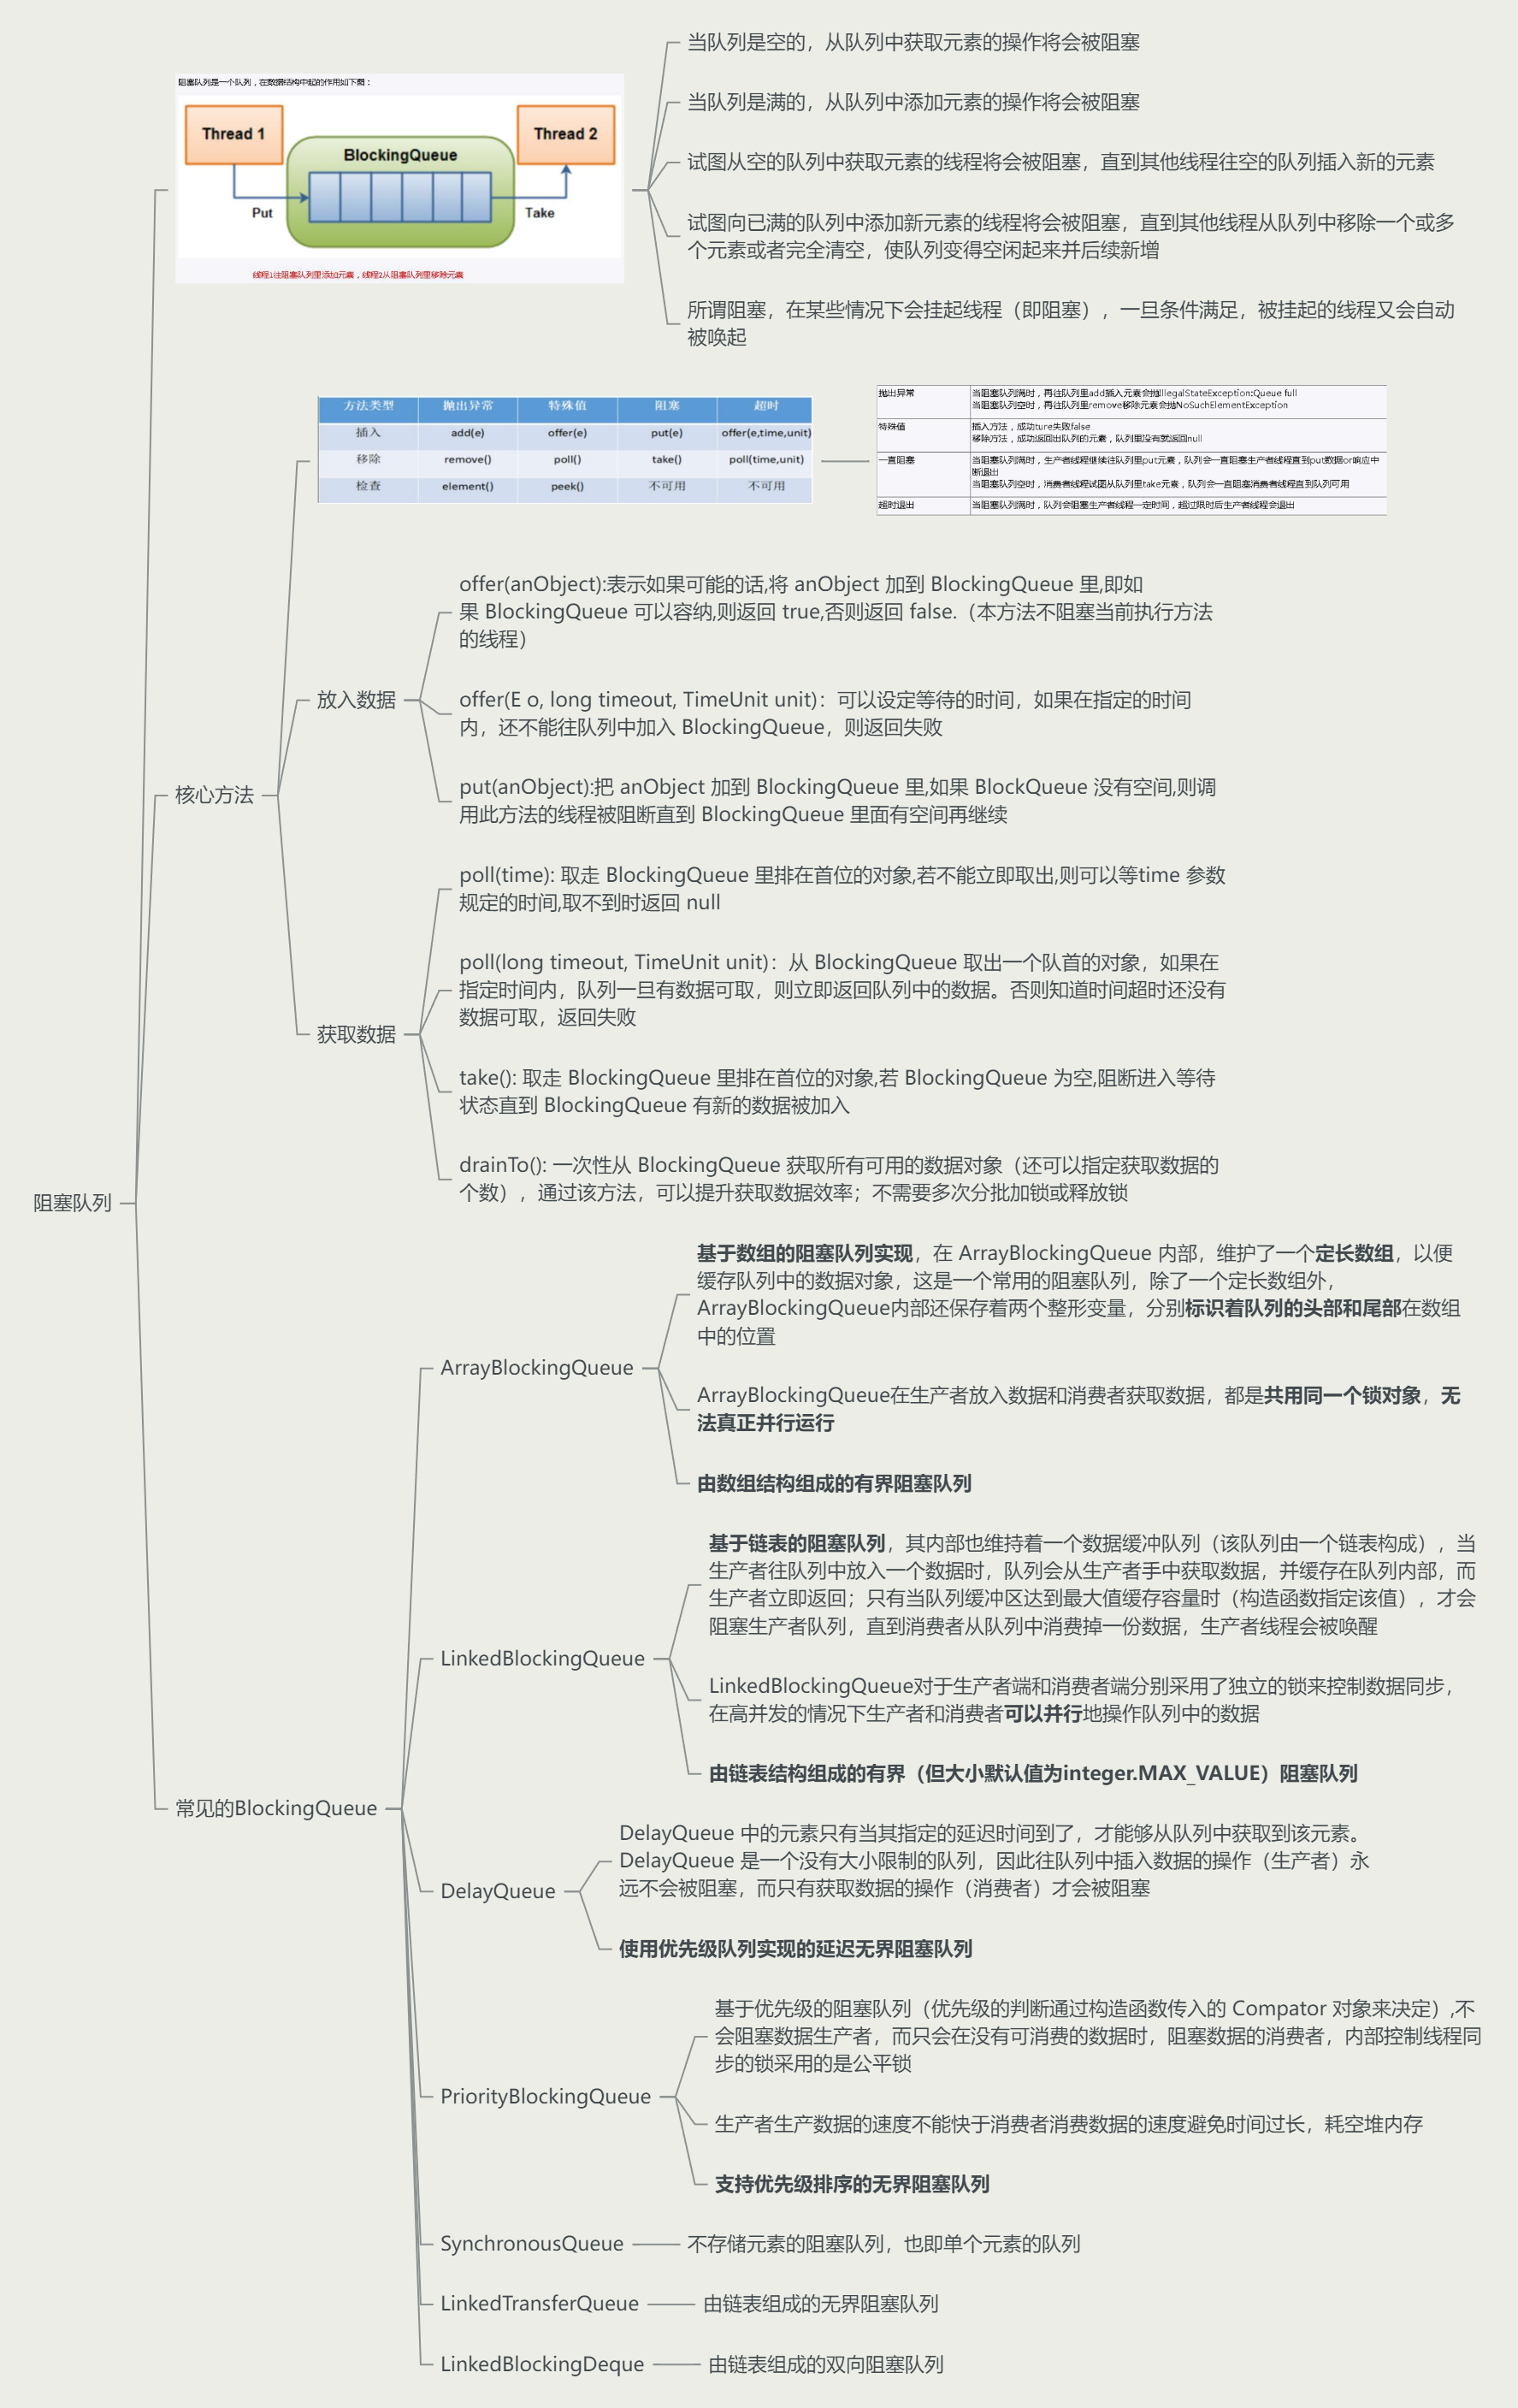 当队列是空的，从队列中获取元素的操作将会被阻塞
当队列是满的，从队列中添加元素的操作将会被阻塞
试图从空的队列中获取元素的线程将会被阻塞，直到其他线程往空的队列插入新的元素
试图向已满的队列中添加新元素的线程将会被阻塞，直到其他线程从队列中移除一个或多
个元素或者完全清空，使队列变得空闲起来并后续新增
所谓阻塞，在某些情况下会挂起线程（即阻塞），一旦条件满足，被挂起的线程又会自动
被唤起
阻塞队列是一个队列，在数据结构中起的作用如下图：
Thread 1
Thread 2
BlockingQueue
Put
Take
线程1往阻塞队列里添加元素，线程2从阻塞队列里移除元素
方法类型 抛出异常 特殊值 阻塞 超时
插入 add(e) offer(e) put(e) offer(e,time,unit)
移除 remove() poll() take() poll(time,unit)
检查 element() peek() 不可用 不可用
抛出异常
当阻塞队列满时，再往队列里add插入元素会抛IllegalStateException:Queue full
当阻塞队列空时，再往队列里remove移除元素会抛NoSuchElementException
特殊值
插入方法，成功ture失败false
移除方法，成功返回出队列的元素，队列里没有就返回null
一直阻塞
当阻塞队列满时，生产者线程继续往队列里put元素，队列会一直阻塞生产者线程直到put数据or响应中
断退出
当阻塞队列空时，消费者线程试图从队列里take元素，队列会一直阻塞消费者线程直到队列可用
超时退出
当阻塞队列满时，队列会阻塞生产者线程一定时间，超过限时后生产者线程会退出
核心方法
放入数据
offer(anObject):表示如果可能的话,将 anObject 加到 BlockingQueue 里,即如
果 BlockingQueue 可以容纳,则返回 true,否则返回 false.（本方法不阻塞当前执行方法
的线程）
offer(E o, long timeout, TimeUnit unit)：可以设定等待的时间，如果在指定的时间
内，还不能往队列中加入 BlockingQueue，则返回失败
put(anObject):把 anObject 加到 BlockingQueue 里,如果 BlockQueue 没有空间,则调
用此方法的线程被阻断直到 BlockingQueue 里面有空间再继续
获取数据
poll(time): 取走 BlockingQueue 里排在首位的对象,若不能立即取出,则可以等time 参数
规定的时间,取不到时返回 null
poll(long timeout, TimeUnit unit)：从 BlockingQueue 取出一个队首的对象，如果在
指定时间内，队列一旦有数据可取，则立即返回队列中的数据。否则知道时间超时还没有
数据可取，返回失败
take(): 取走 BlockingQueue 里排在首位的对象,若 BlockingQueue 为空,阻断进入等待
状态直到 BlockingQueue 有新的数据被加入
drainTo(): 一次性从 BlockingQueue 获取所有可用的数据对象（还可以指定获取数据的
个数），通过该方法，可以提升获取数据效率；不需要多次分批加锁或释放锁
阻塞队列
常见的BlockingQueue
ArrayBlockingQueue
基于数组的阻塞队列实现，在 ArrayBlockingQueue 内部，维护了一个定长数组，以便
缓存队列中的数据对象，这是一个常用的阻塞队列，除了一个定长数组外，
ArrayBlockingQueue内部还保存着两个整形变量，分别标识着队列的头部和尾部在数组
中的位置
ArrayBlockingQueue在生产者放入数据和消费者获取数据，都是共用同一个锁对象，无
法真正并行运行
由数组结构组成的有界阻塞队列
LinkedBlockingQueue
基于链表的阻塞队列，其内部也维持着一个数据缓冲队列（该队列由一个链表构成），当
生产者往队列中放入一个数据时，队列会从生产者手中获取数据，并缓存在队列内部，而
生产者立即返回；只有当队列缓冲区达到最大值缓存容量时（构造函数指定该值），才会
阻塞生产者队列，直到消费者从队列中消费掉一份数据，生产者线程会被唤醒
LinkedBlockingQueue对于生产者端和消费者端分别采用了独立的锁来控制数据同步，
在高并发的情况下生产者和消费者可以并行地操作队列中的数据
由链表结构组成的有界（但大小默认值为integer.MAX_VALUE）阻塞队列
DelayQueue
DelayQueue 中的元素只有当其指定的延迟时间到了，才能够从队列中获取到该元素。
DelayQueue 是一个没有大小限制的队列，因此往队列中插入数据的操作（生产者）永
远不会被阻塞，而只有获取数据的操作（消费者）才会被阻塞
使用优先级队列实现的延迟无界阻塞队列
PriorityBlockingQueue
基于优先级的阻塞队列（优先级的判断通过构造函数传入的 Compator 对象来决定）,不
会阻塞数据生产者，而只会在没有可消费的数据时，阻塞数据的消费者，内部控制线程同
步的锁采用的是公平锁
生产者生产数据的速度不能快于消费者消费数据的速度避免时间过长，耗空堆内存
支持优先级排序的无界阻塞队列
SynchronousQueue
不存储元素的阻塞队列，也即单个元素的队列
LinkedTransferQueue
由链表组成的无界阻塞队列
LinkedBlockingDeque
由链表组成的双向阻塞队列